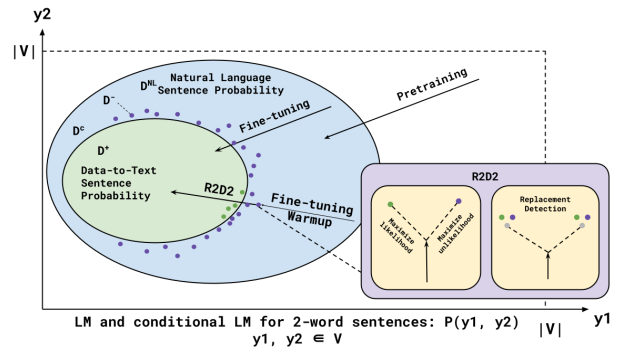 y2
|V|
D^NL Natural Language
Sentence Probability
Pretraining
D^-
Fine-tuning
D^c
D^+
Data-to-Text
Sentence
Probability
R2D2
Fine-tuning
Warmup
R2D2
Maximize
likelihood
Maximize
unlikelihood
Replacement
Detection
y1
|V|
LM and conditional LM for 2-word sentences: P(y1, y2)
y1, y2 ∈ V